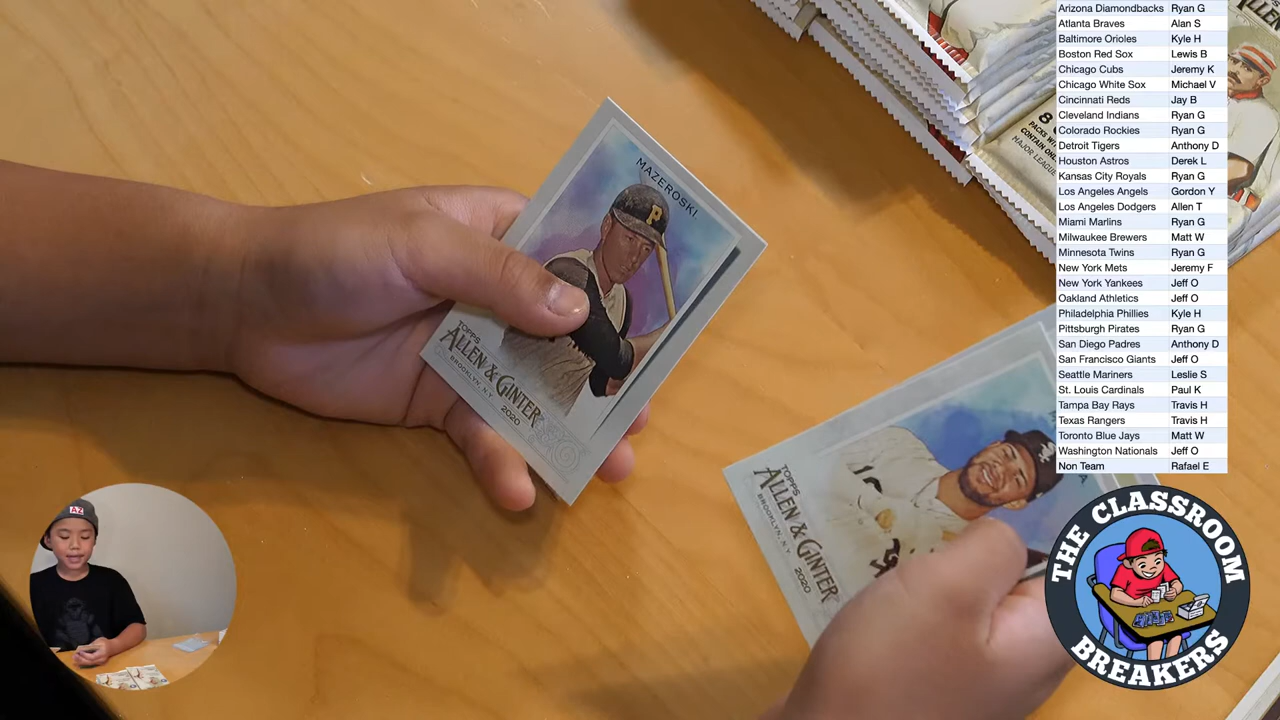 MAZEROSKI
P
TOPPS
ALLEN & GINTER
BROOKLYN, N.Y.
2020
TOPPS
ALLEN & GINTER
BROOKLYN, N.Y.
2020
8
PACKS
CONTAIN
MAJOR LEAGUE
Arizona Diamondbacks Ryan G
Atlanta Braves Alan S
Baltimore Orioles Kyle H
Boston Red Sox Lewis B
Chicago Cubs Jeremy K
Chicago White Sox Michael V
Cincinnati Reds Jay B
Cleveland Indians Ryan G
Colorado Rockies Ryan G
Detroit Tigers Anthony D
Houston Astros Derek L
Kansas City Royals Ryan G
Los Angeles Angels Gordon Y
Los Angeles Dodgers Allen T
Miami Marlins Ryan G
Milwaukee Brewers Matt W
Minnesota Twins Ryan G
New York Mets Jeremy F
New York Yankees Jeff O
Oakland Athletics Jeff O
Philadelphia Phillies Kyle H
Pittsburgh Pirates Ryan G
San Diego Padres Anthony D
San Francisco Giants Jeff O
Seattle Mariners Leslie S
St. Louis Cardinals Paul K
Tampa Bay Rays Travis H
Texas Rangers Travis H
Toronto Blue Jays Matt W
Washington Nationals Jeff O
Non Team Rafael E
THE CLASSROOM
BREAKERS
AZ